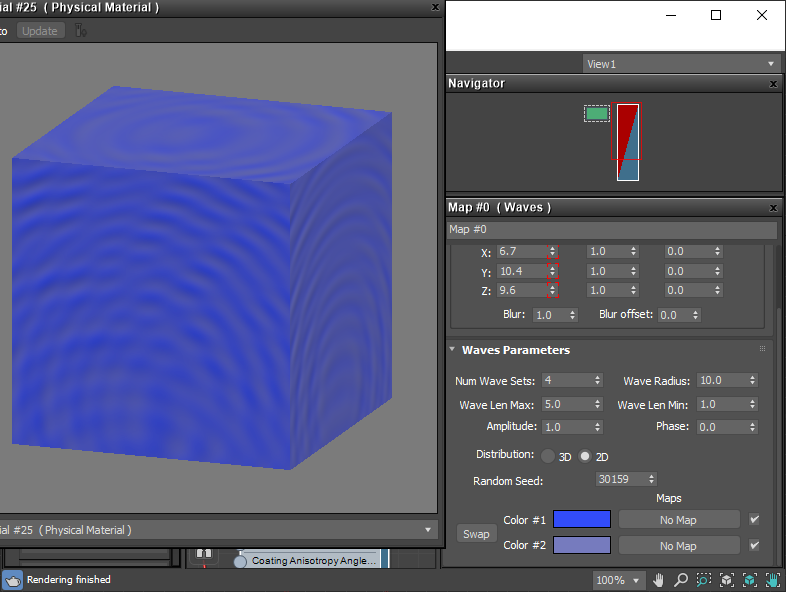 ial #25 ( Physical Material )
to Update
View1
Navigator
Map #0 ( Waves )
Map #0
X: 6.7 1.0 0.0
Y: 10.4 1.0 0.0
Z: 9.6 1.0 0.0
Blur: 1.0 Blur offset: 0.0
Waves Parameters
Num Wave Sets: 4 Wave Radius: 10.0
Wave Len Max: 5.0 Wave Len Min: 1.0
Amplitude: 1.0 Phase: 0.0
Distribution: 3D 2D
Random Seed: 30159
Maps
Color #1 No Map
Swap
Color #2 No Map
ial #25 ( Physical Material )
Coating Anisotropy Angle...
Rendering finished
100%